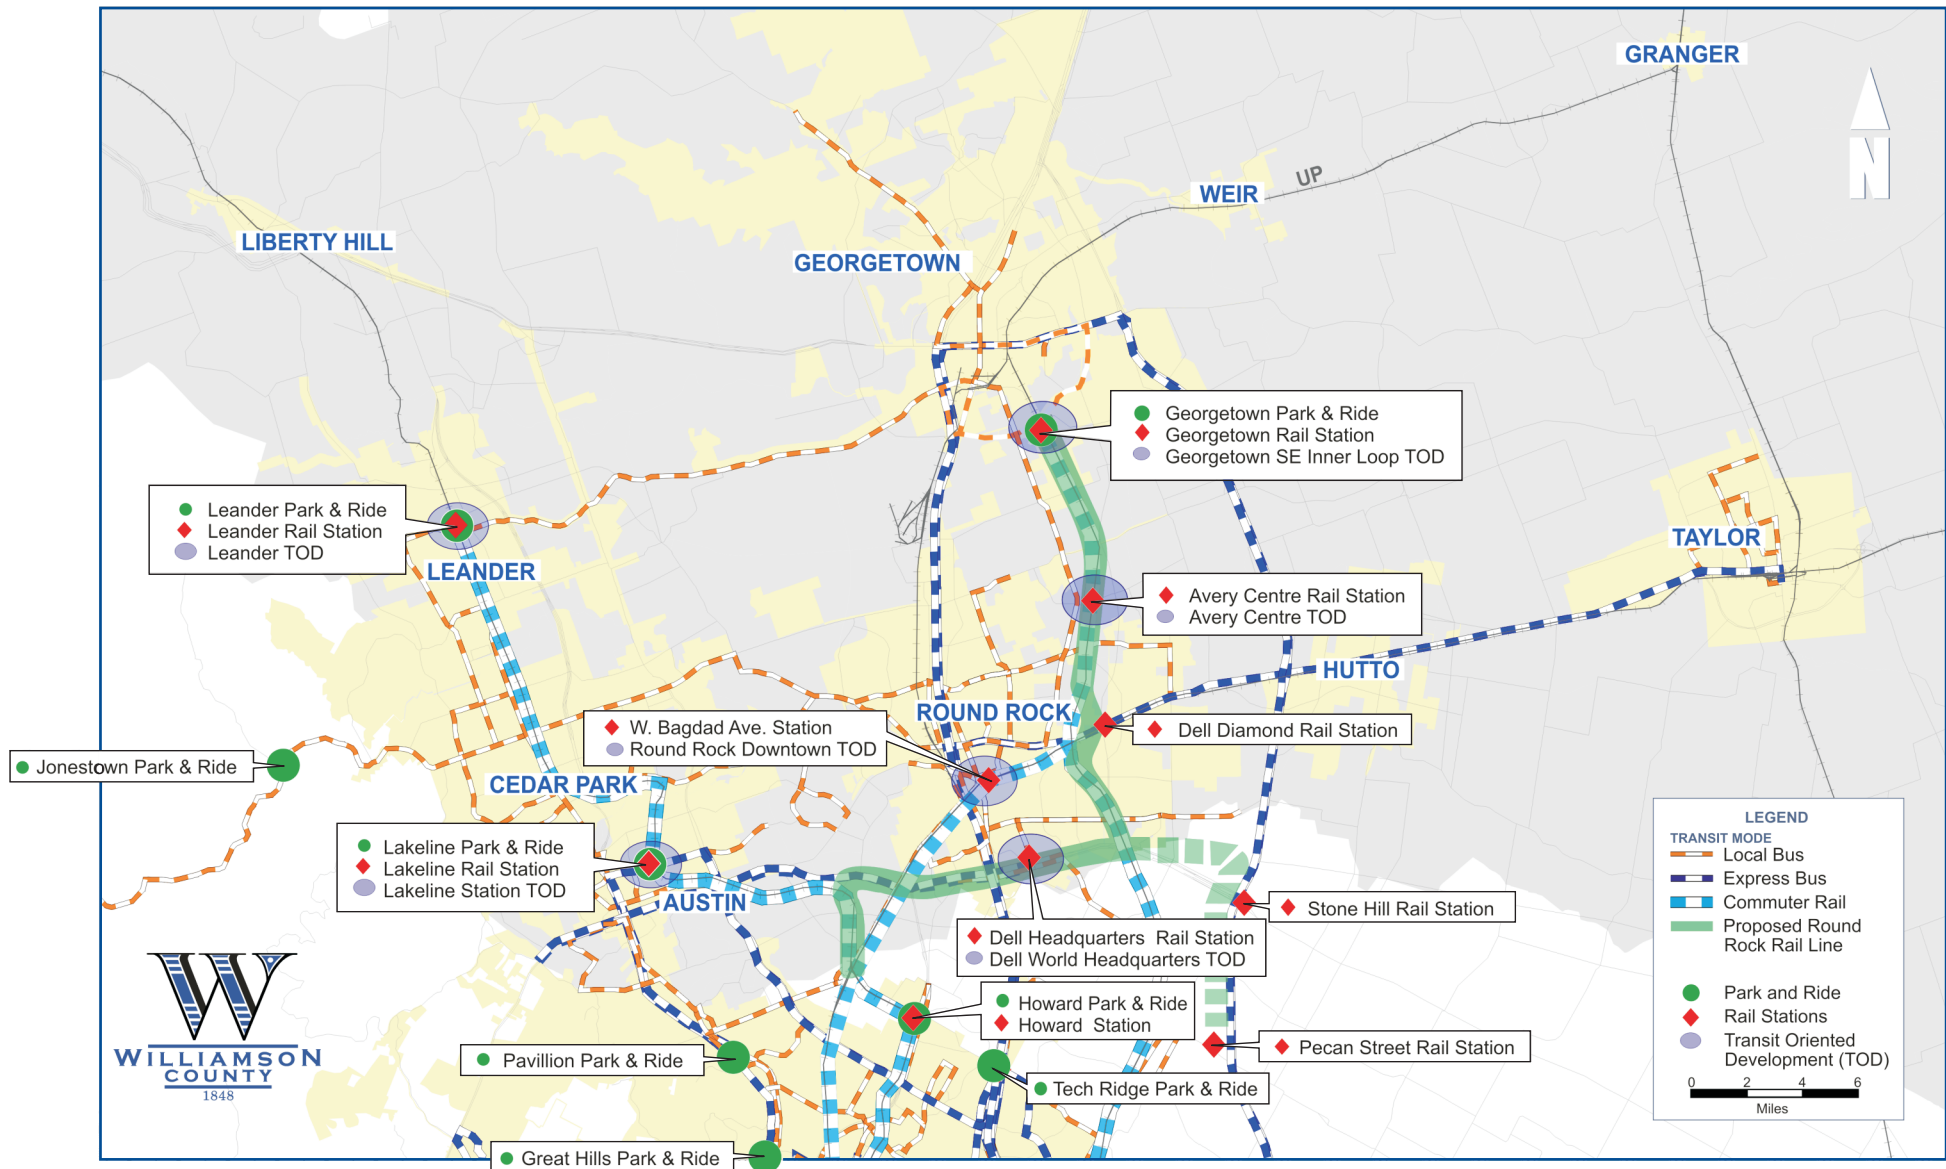 GRANGER
UP
WEIR
LIBERTY HILL
GEORGETOWN
N
Georgetown Park & Ride
Georgetown Rail Station
Georgetown SE Inner Loop TOD
Leander Park & Ride
Leander Rail Station
Leander TOD
LEANDER
TAYLOR
Avery Centre Rail Station
Avery Centre TOD
HUTTO
ROUND ROCK
W. Bagdad Ave. Station
Round Rock Downtown TOD
Dell Diamond Rail Station
Jonestown Park & Ride
CEDAR PARK
Lakeline Park & Ride
Lakeline Rail Station
Lakeline Station TOD
AUSTIN
Stone Hill Rail Station
Dell Headquarters Rail Station
Dell World Headquarters TOD
Howard Park & Ride
Howard Station
Pavillion Park & Ride
Pecan Street Rail Station
Tech Ridge Park & Ride
Great Hills Park & Ride
W
WILLIAMSON
COUNTY
1848
LEGEND
TRANSIT MODE
Local Bus
Express Bus
Commuter Rail
Proposed Round
Rock Rail Line
Park and Ride
Rail Stations
Transit Oriented
Development (TOD)
0 2 4 6
Miles